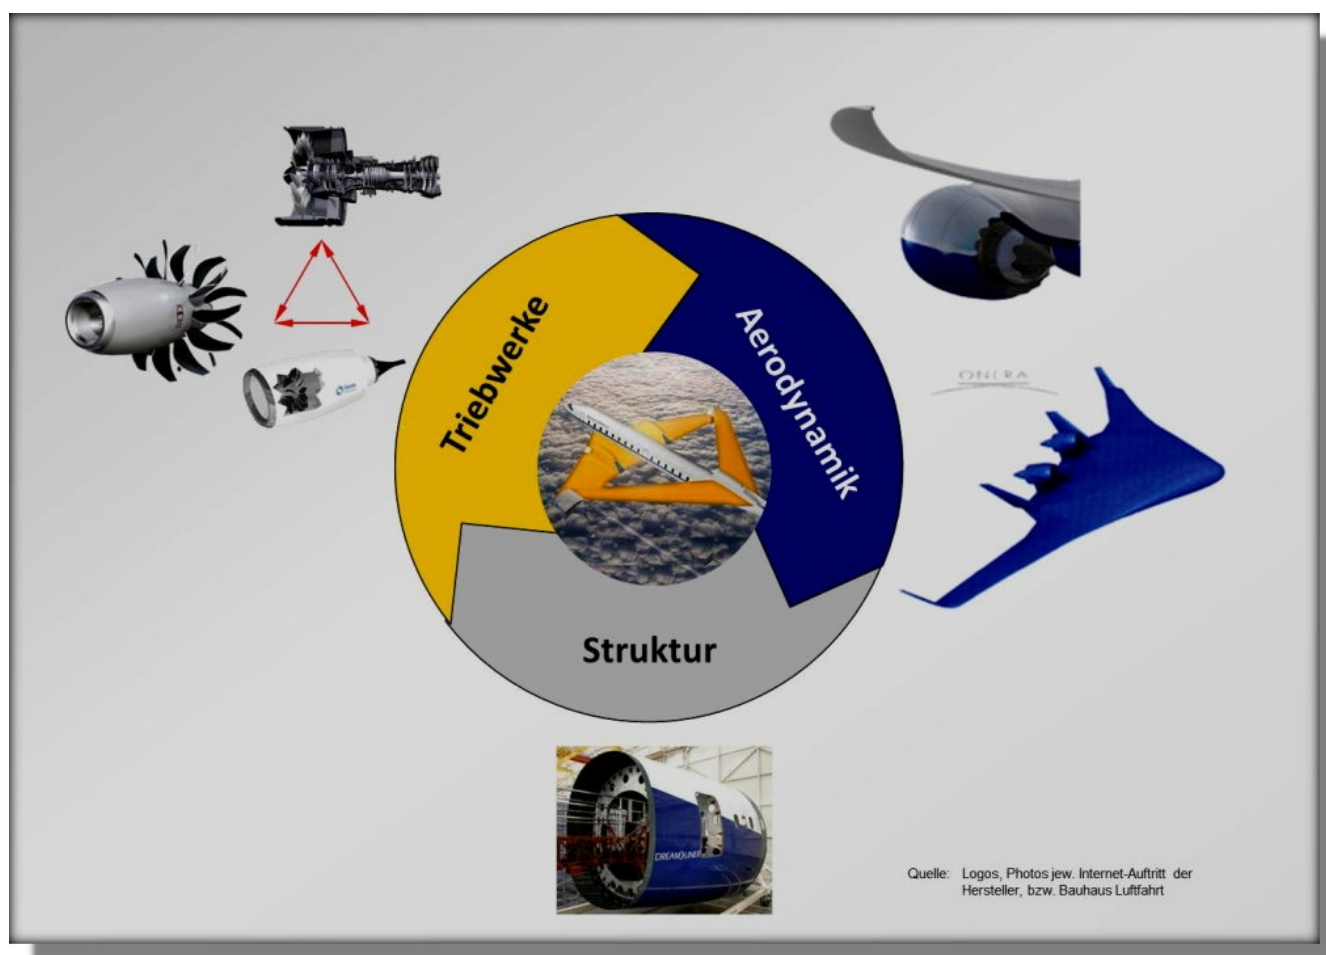 Triebwerke
Aerodynamik
ONERA
Struktur
DREAMLINER
Quelle: Logos, Photos jew. Internet-Auftritt der
Hersteller, bzw. Bauhaus Luftfahrt